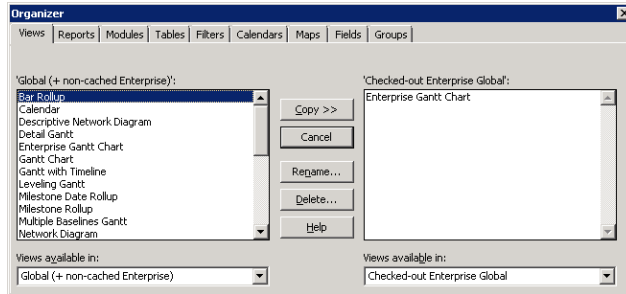 Organizer
Views Reports Modules Tables Filters Calendars Maps Fields Groups
'Global (+ non-cached Enterprise)':
Bar Rollup
Calendar
Descriptive Network Diagram
Detail Gantt
Enterprise Gantt Chart
Gantt Chart
Gantt with Timeline
Leveling Gantt
Milestone Date Rollup
Milestone Rollup
Multiple Baselines Gantt
Network Diagram
Copy >>
Cancel
Rename...
Delete...
Help
'Checked-out Enterprise Global':
Enterprise Gantt Chart
Views available in:
Global (+ non-cached Enterprise)
Views available in:
Checked-out Enterprise Global